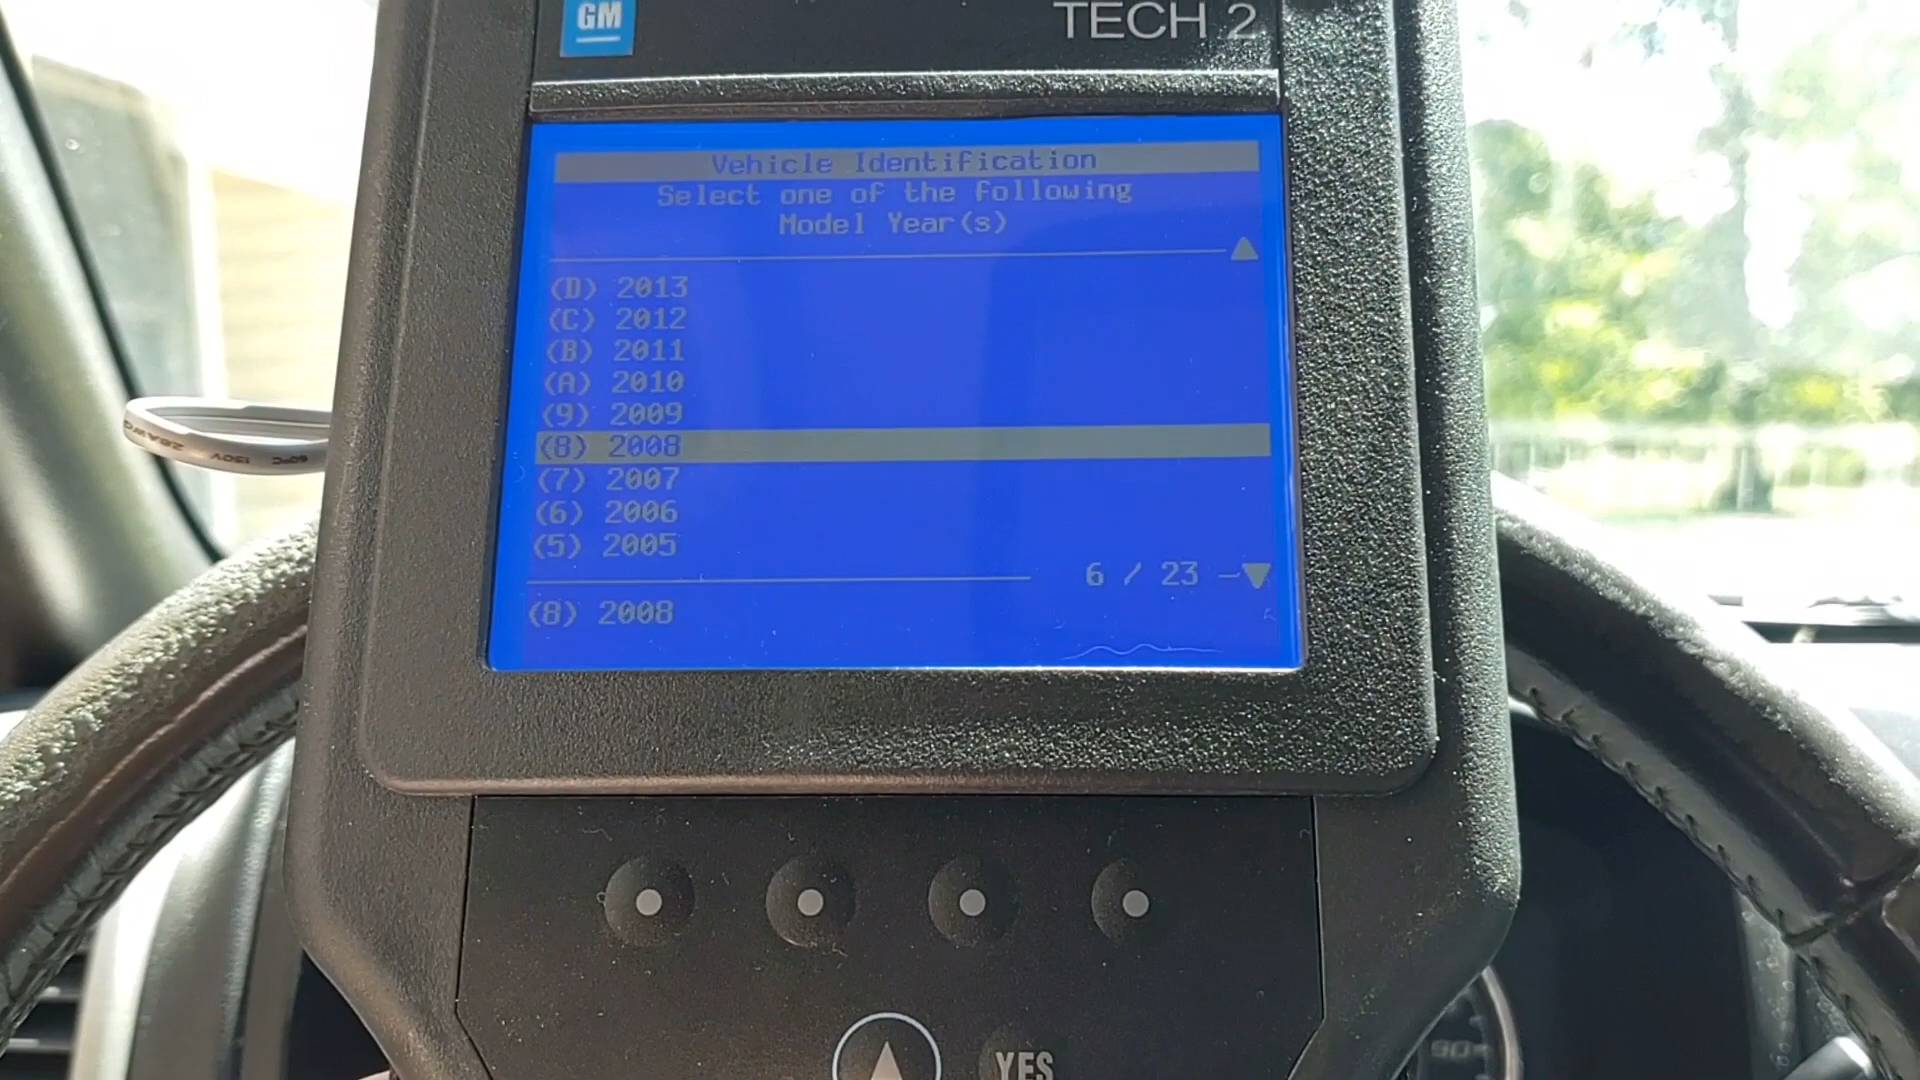 GM
TECH 2
Vehicle Identification
Select one of the following
Model Year(s)
(D) 2013
(C) 2012
(B) 2011
(A) 2010
(9) 2009
(8) 2008
(7) 2007
(6) 2006
(5) 2005
6 / 23
(8) 2008
YES
90